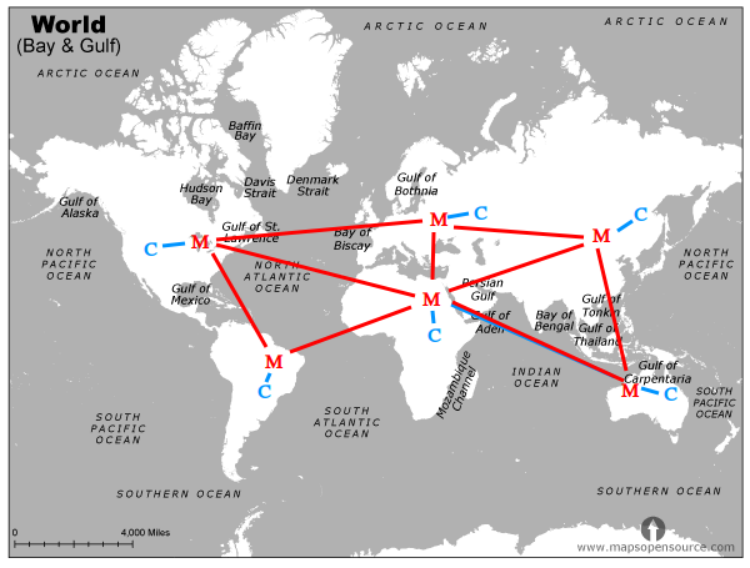 World
(Bay & Gulf)
ARCTIC OCEAN
ARCTIC OCEAN
ARCTIC OCEAN
Baffin
Bay
Hudson
Bay
Davis
Strait
Denmark
Strait
Gulf of
Bothnia
Gulf of
Alaska
Gulf of St.
Lawrence
Bay of
Biscay
M
C
M
C
M
C
NORTH
PACIFIC
OCEAN
NORTH
ATLANTIC
OCEAN
NORTH
PACIFIC
OCEAN
Gulf of
Mexico
M
C
Persian
Gulf
Gulf of
Aden
Bay of
Bengal
Gulf of
Tonkin
Gulf of
Thailand
M
C
Mozambique
Channel
INDIAN
OCEAN
Gulf of
Carpentaria
M
C
SOUTH
PACIFIC
OCEAN
SOUTH
PACIFIC
OCEAN
SOUTH
ATLANTIC
OCEAN
SOUTHERN OCEAN
SOUTHERN OCEAN
0
4,000 Miles
www.mapsopensource.com